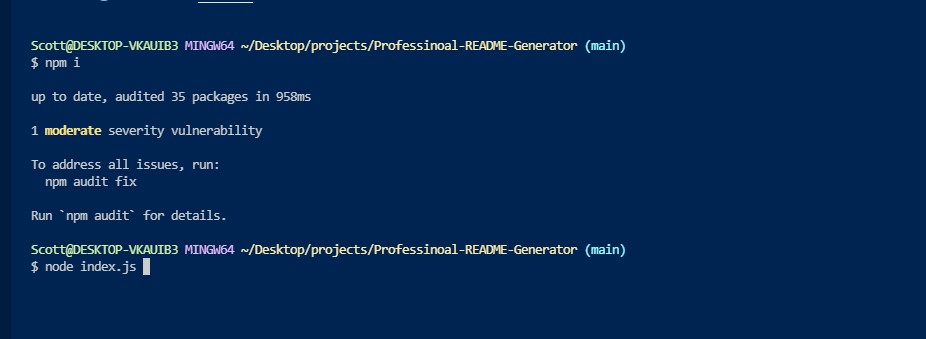 Scott@DESKTOP-VKAUIB3 MINGW64 ~/Desktop/projects/Professinoal-README-Generator (main)
$ npm i
up to date, audited 35 packages in 958ms
1 moderate severity vulnerability
To address all issues, run:
  npm audit fix
Run `npm audit` for details.
Scott@DESKTOP-VKAUIB3 MINGW64 ~/Desktop/projects/Professinoal-README-Generator (main)
$ node index.js